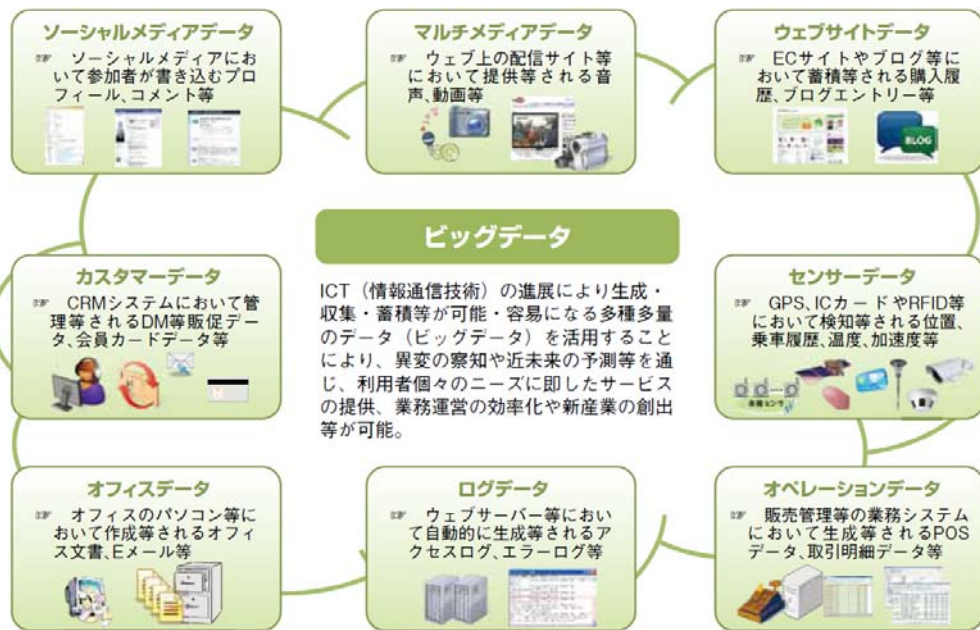 ソーシャルメディアデータ
☞ ソーシャルメディアにお
いて参加者が書き込むプロ
フィール、コメント等
マルチメディアデータ
☞ ウェブ上の配信サイト等
において提供等される音
声、動画等
ウェブサイトデータ
☞ ECサイトやブログ等に
おいて蓄積等される購入履
歴、ブログエントリー等
BLOG
ビッグデータ
ICT（情報通信技術）の進展により生成・
収集・蓄積等が可能・容易になる多種多量
のデータ（ビッグデータ）を活用すること
により、異変の察知や近未来の予測等を通
じ、利用者個々のニーズに即したサービス
の提供、業務運営の効率化や新産業の創出
等が可能。
カスタマーデータ
☞ CRMシステムにおいて管
理等されるDM等販促デー
タ、会員カードデータ等
センサーデータ
☞ GPS、ICカードやRFID等
において検知等される位置、
乗車履歴、温度、加速度等
各種センサ
オフィスデータ
☞ オフィスのパソコン等に
おいて作成等されるオフィ
ス文書、Eメール等
ログデータ
☞ ウェブサーバー等におい
て自動的に生成等されるア
クセスログ、エラーログ等
オペレーションデータ
☞ 販売管理等の業務システム
において生成等されるPOS
データ、取引明細データ等